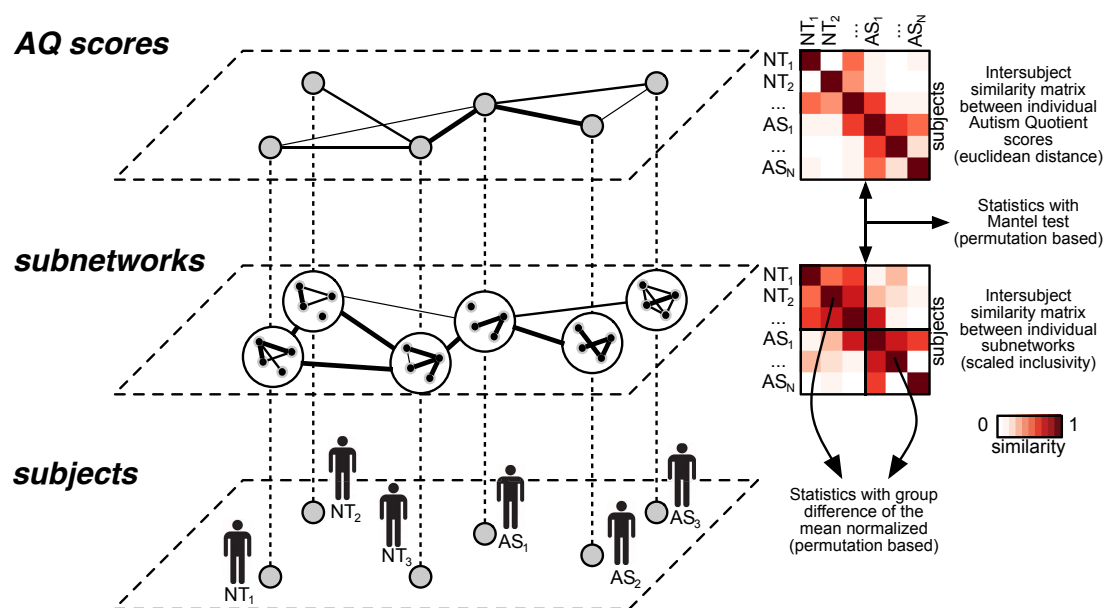 AQ scores
NT1 NT2 ... AS1 ... ASN
NT1
NT2
...
AS1
...
ASN
subjects
Intersubject
similarity matrix
between individual
Autism Quotient
scores
(euclidean distance)
Statistics with
Mantel test
(permutation based)
subnetworks
NT1
NT2
...
AS1
...
ASN
subjects
Intersubject
similarity matrix
between individual
subnetworks
(scaled inclusivity)
0 1
similarity
subjects
NT1
NT2
NT3
AS1
AS2
AS3
Statistics with group
difference of the
mean normalized
(permutation based)